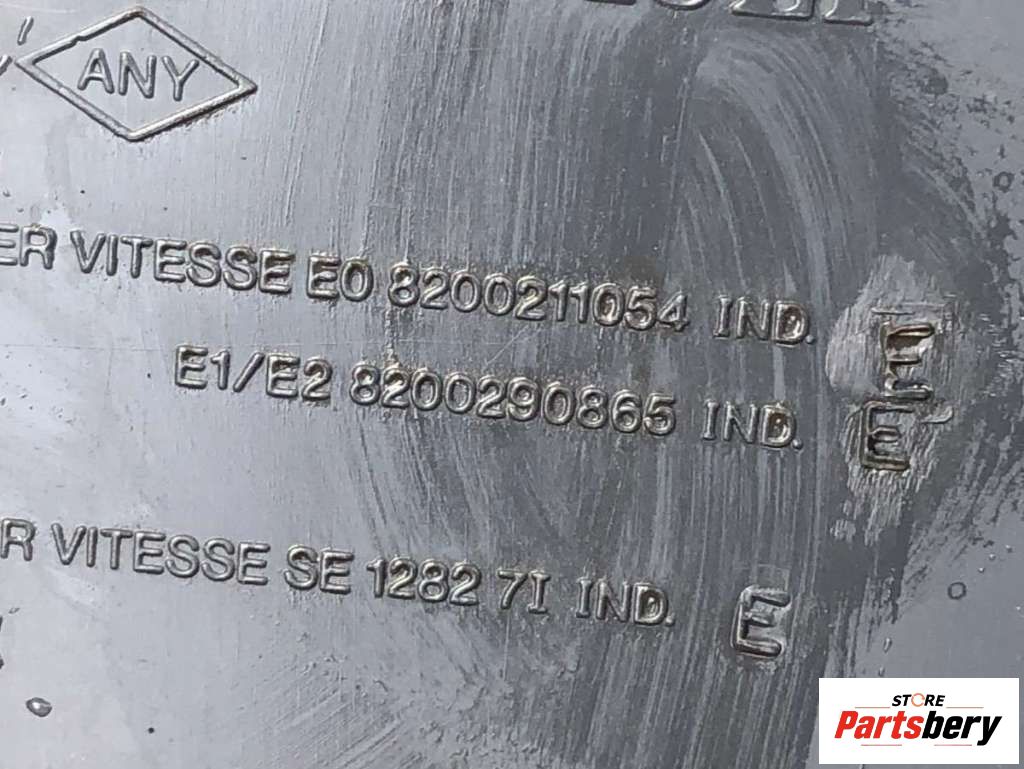 ANY
ER VITESSE E0 8200211054 IND. E
E1/E2 8200290865 IND. E
R VITESSE SE 1282 7I IND. E
STORE
Partsbery